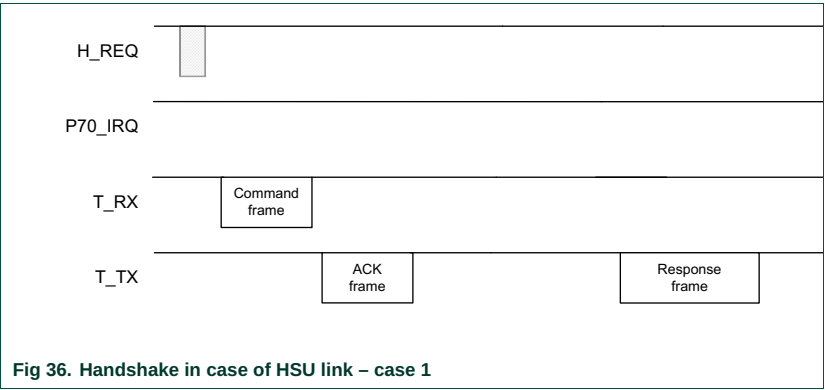 H_REQ
P70_IRQ
T_RX
Command
frame
T_TX
ACK
frame
Response
frame
Fig 36. Handshake in case of HSU link – case 1